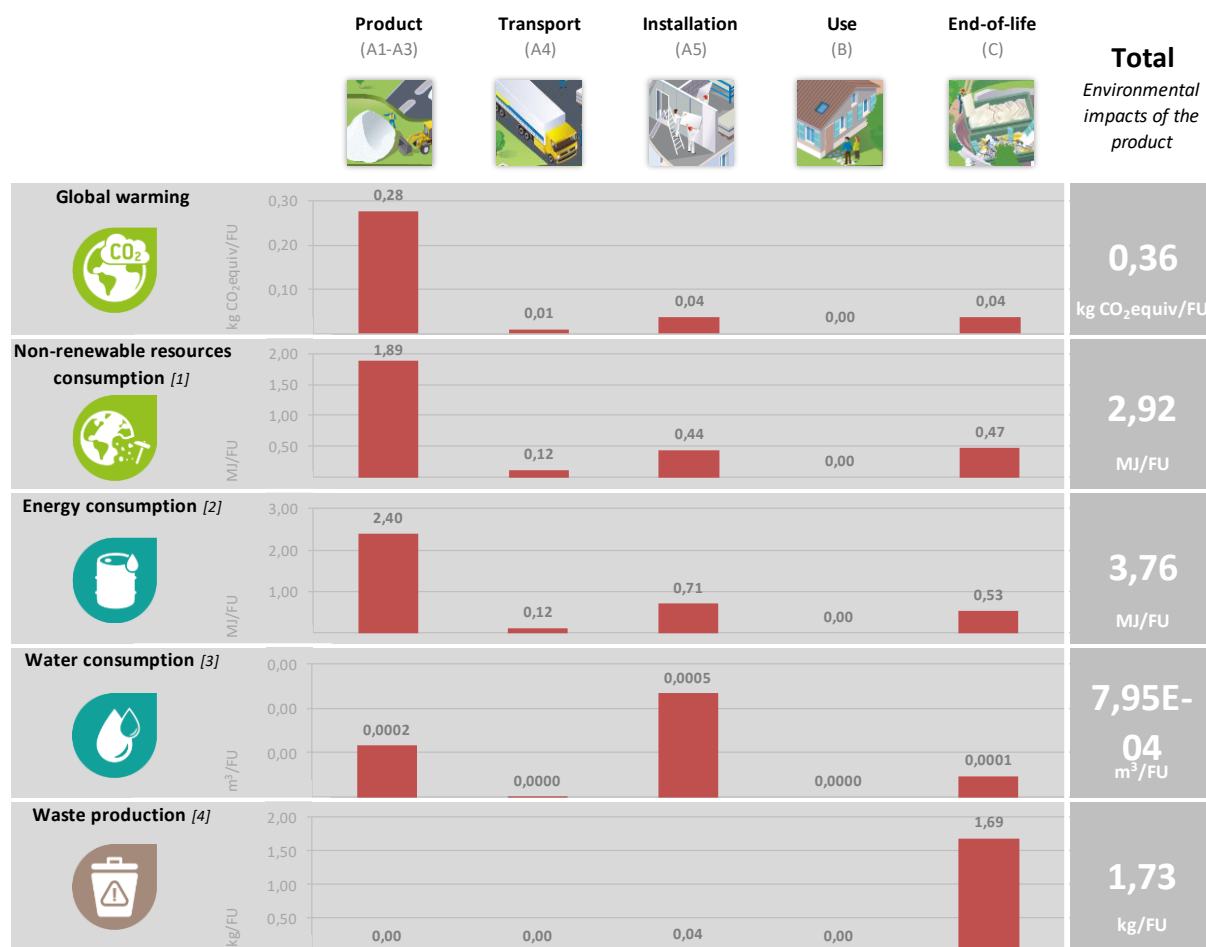 Product
(A1-A3)
Transport
(A4)
Installation
(A5)
Use
(B)
End-of-life
(C)
Total
Environmental
impacts of the
product
Global warming
CO₂
kg CO₂equiv/FU
0,30
0,20
0,10
0,28
0,01
0,04
0,00
0,04
0,36
kg CO₂equiv/FU
Non-renewable resources
consumption [1]
MJ/FU
2,00
1,50
1,00
0,50
1,89
0,12
0,44
0,00
0,47
2,92
MJ/FU
Energy consumption [2]
MJ/FU
3,00
2,00
1,00
2,40
0,12
0,71
0,00
0,53
3,76
MJ/FU
Water consumption [3]
m³/FU
0,00
0,00
0,00
0,0002
0,0000
0,0005
0,0000
0,0001
7,95E-
04
m³/FU
Waste production [4]
kg/FU
2,00
1,50
1,00
0,50
0,00
0,00
0,04
0,00
1,69
1,73
kg/FU